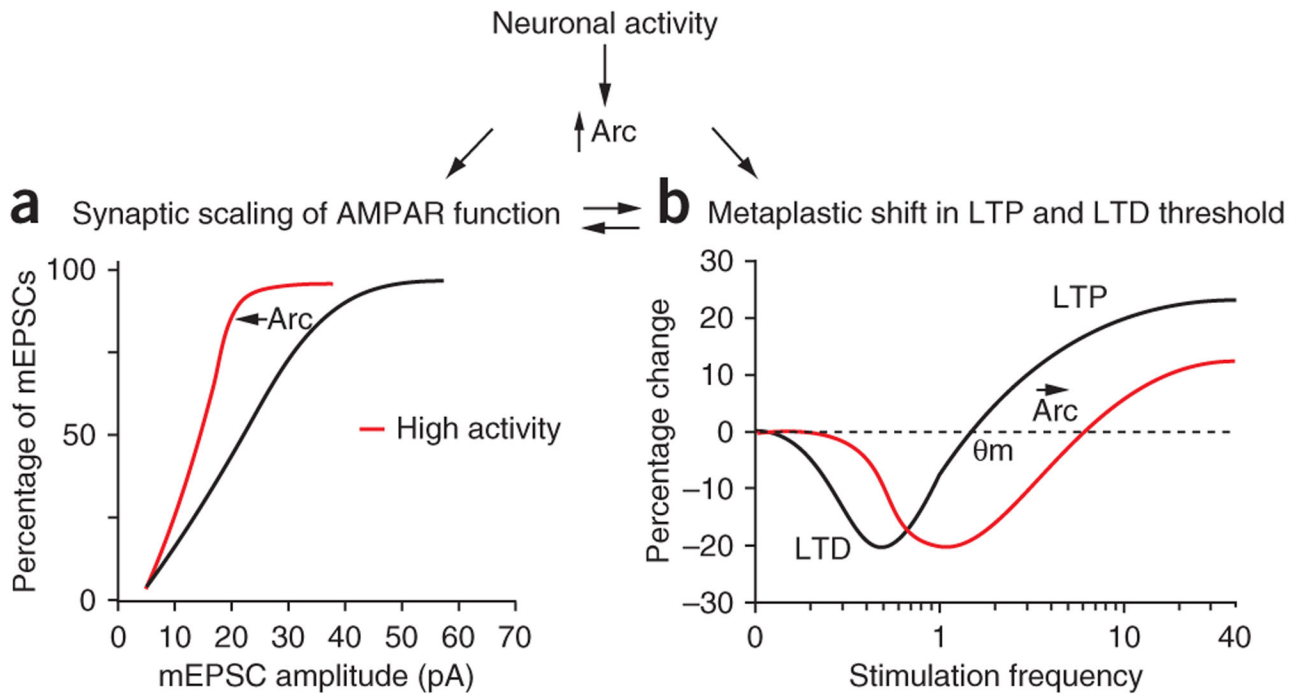 Neuronal activity
Arc
a Synaptic scaling of AMPAR function
b Metaplastic shift in LTP and LTD threshold
Percentage of mEPSCs
100
50
0
Arc
High activity
0 10 20 30 40 50 60 70
mEPSC amplitude (pA)
Percentage change
30
20
10
0
–10
–20
–30
LTP
Arc
θm
LTD
0 1 10 40
Stimulation frequency